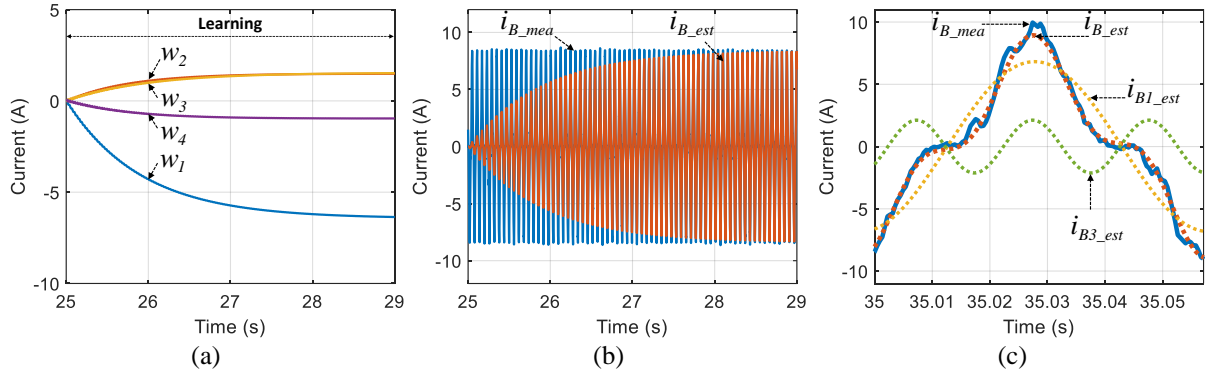 Learning
w2
w3
w4
w1
5
0
-5
-10
Current (A)
25
26
27
28
29
Time (s)
(a)
iB_mea
iB_est
10
5
0
-5
-10
Current (A)
25
26
27
28
29
Time (s)
(b)
iB_mea
iB_est
iB1_est
iB3_est
10
5
0
-5
-10
Current (A)
35
35.01
35.02
35.03
35.04
35.05
Time (s)
(c)